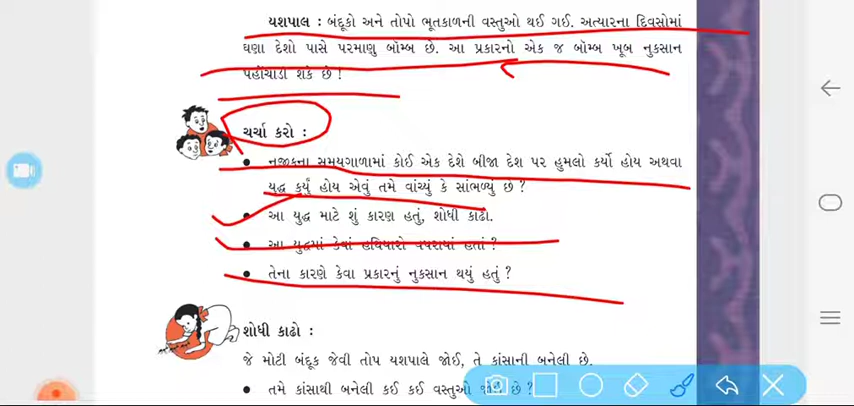 યશપાલ : બંદૂકો અને તોપો ભૂતકાળની વસ્તુઓ થઈ ગઈ. અત્યારના દિવસોમાં
ઘણા દેશો પાસે પરમાણુ બૉમ્બ છે. આ પ્રકારનો એક જ બૉમ્બ ખૂબ નુકસાન
પહોંચાડી શકે છે !
ચર્ચા કરો :
● નજીકના સમયગાળામાં કોઈ એક દેશે બીજા દેશ પર હુમલો કર્યો હોય અથવા
યુદ્ધ કર્યું હોય એવું તમે વાંચ્યું કે સાંભળ્યું છે ?
● આ યુદ્ધ માટે શું કારણ હતું, શોધી કાઢો.
● આ યુદ્ધમાં કેવાં હથિયારો વપરાયાં હતાં ?
● તેના કારણે કેવા પ્રકારનું નુકસાન થયું હતું ?
શોધી કાઢો :
જે મોટી બંદૂક જેવી તોપ યશપાલે જોઈ, તે કાંસાની બનેલી છે.
● તમે કાંસાથી બનેલી કઈ કઈ વસ્તુઓ છે ?